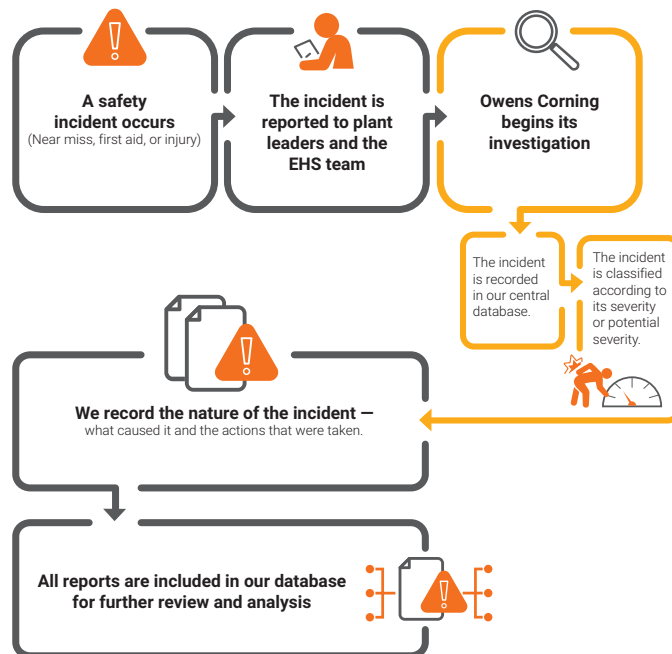 A safety
incident occurs
(Near miss, first aid, or injury)
The incident is
reported to plant
leaders and the
EHS team
Owens Corning
begins its
investigation
The incident
is recorded
in our central
database.
The incident
is classified
according to
its severity
or potential
severity.
We record the nature of the incident —
what caused it and the actions that were taken.
All reports are included in our database
for further review and analysis